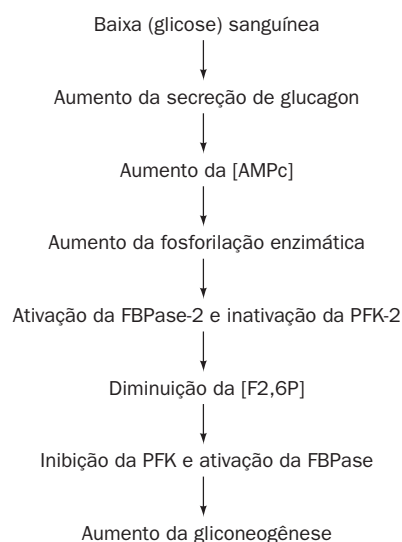 Baixa (glicose) sanguínea
Aumento da secreção de glucagon
Aumento da [AMPc]
Aumento da fosforilação enzimática
Ativação da FBPase-2 e inativação da PFK-2
Diminuição da [F2,6P]
Inibição da PFK e ativação da FBPase
Aumento da gliconeogênese